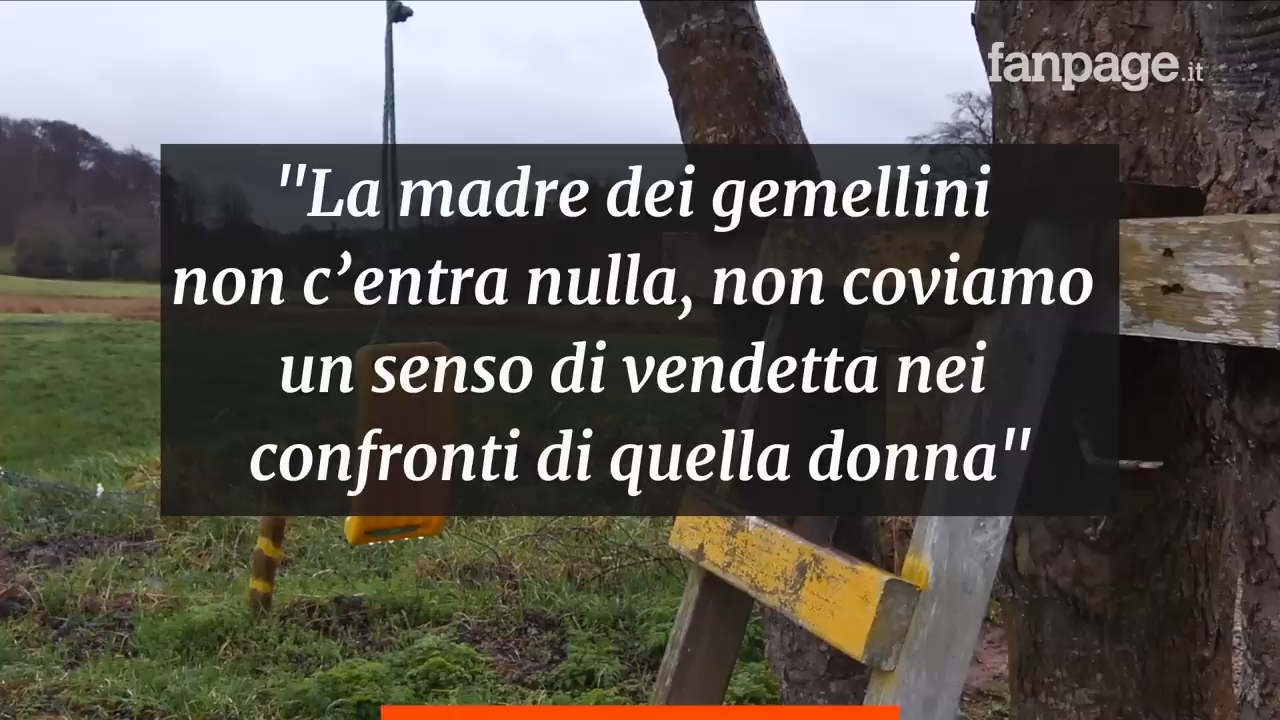 fanpage.it
"La madre dei gemellini
non c’entra nulla, non coviamo
un senso di vendetta nei
confronti di quella donna"